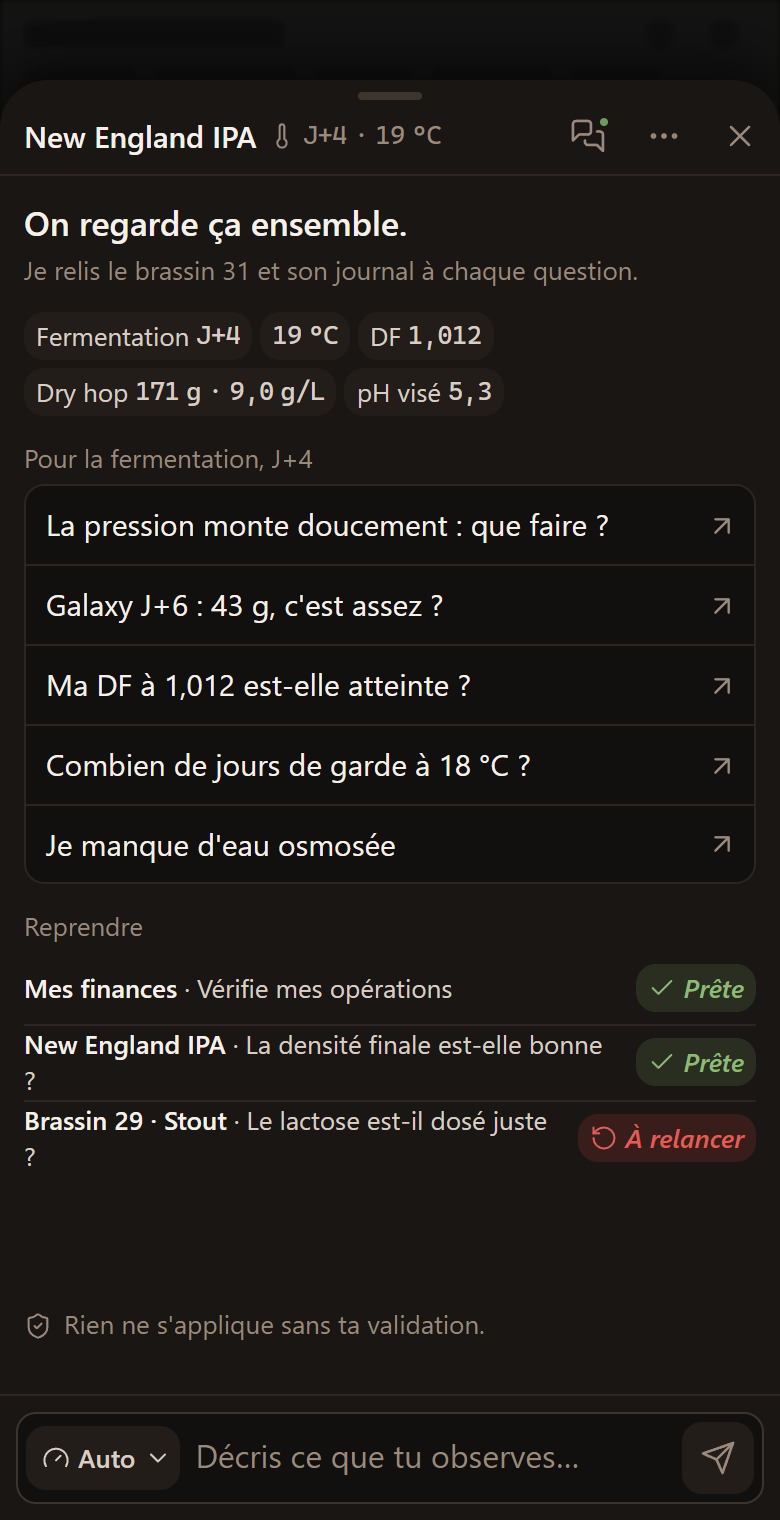 New England IPA J+4 · 19 °C
On regarde ça ensemble.
Je relis le brassin 31 et son journal à chaque question.
Fermentation J+4 19 °C DF 1,012
Dry hop 171 g · 9,0 g/L pH visé 5,3
Pour la fermentation, J+4
La pression monte doucement : que faire ?
Galaxy J+6 : 43 g, c'est assez ?
Ma DF à 1,012 est-elle atteinte ?
Combien de jours de garde à 18 °C ?
Je manque d'eau osmosée
Reprendre
Mes finances · Vérifie mes opérations Prête
New England IPA · La densité finale est-elle bonne
? Prête
Brassin 29 · Stout · Le lactose est-il dosé juste
? À relancer
Rien ne s'applique sans ta validation.
Auto Décris ce que tu observes...